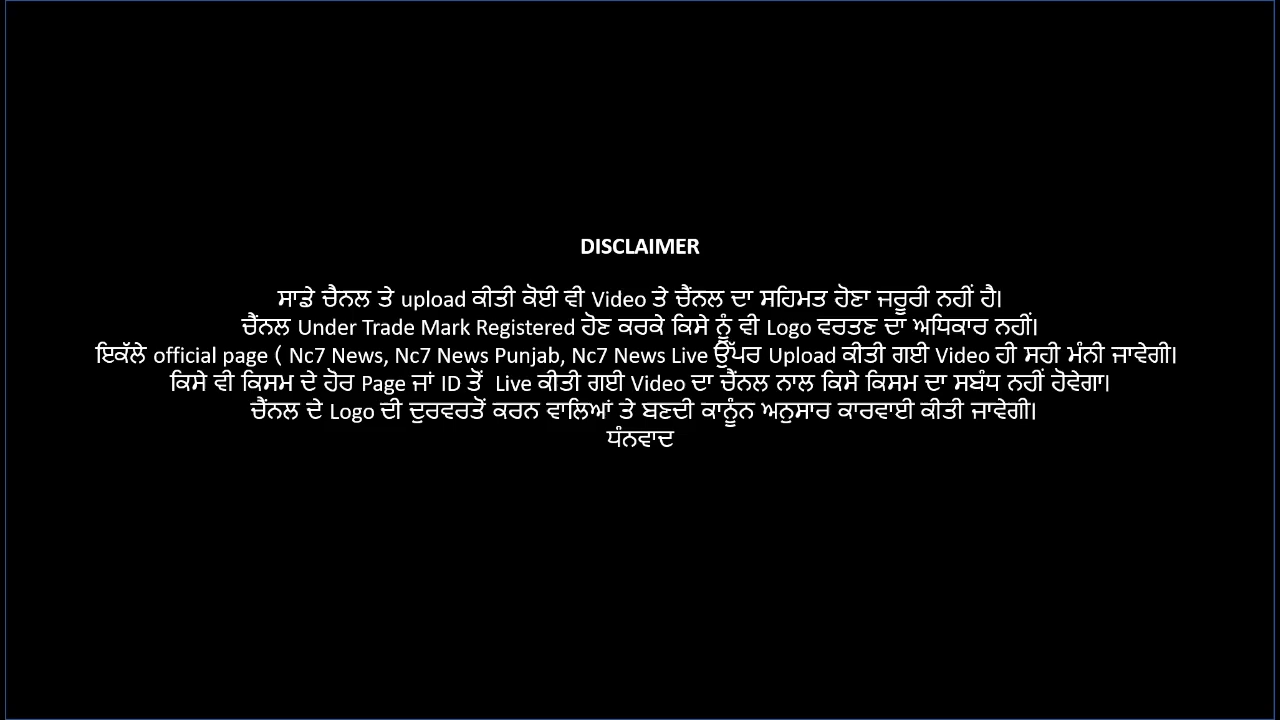 DISCLAIMER
ਸਾਡੇ ਚੈਨਲ ਤੇ upload ਕੀਤੀ ਕੋਈ ਵੀ Video ਤੇ ਚੈਂਨਲ ਦਾ ਸਹਿਮਤ ਹੋਣਾ ਜਰੂਰੀ ਨਹੀਂ ਹੈ।
ਚੈਂਨਲ Under Trade Mark Registered ਹੋਣ ਕਰਕੇ ਕਿਸੇ ਨੂੰ ਵੀ Logo ਵਰਤਣ ਦਾ ਅਧਿਕਾਰ ਨਹੀਂ।
ਇਕੱਲੇ official page ( Nc7 News, Nc7 News Punjab, Nc7 News Live ਉੱਪਰ Upload ਕੀਤੀ ਗਈ Video ਹੀ ਸਹੀ ਮੰਨੀ ਜਾਵੇਗੀ।
ਕਿਸੇ ਵੀ ਕਿਸਮ ਦੇ ਹੋਰ Page ਜਾਂ ID ਤੋਂ Live ਕੀਤੀ ਗਈ Video ਦਾ ਚੈਂਨਲ ਨਾਲ ਕਿਸੇ ਕਿਸਮ ਦਾ ਸਬੰਧ ਨਹੀਂ ਹੋਵੇਗਾ।
ਚੈਂਨਲ ਦੇ Logo ਦੀ ਦੁਰਵਰਤੋਂ ਕਰਨ ਵਾਲਿਆਂ ਤੇ ਬਣਦੀ ਕਾਨੂੰਨ ਅਨੁਸਾਰ ਕਾਰਵਾਈ ਕੀਤੀ ਜਾਵੇਗੀ।
ਧੰਨਵਾਦ